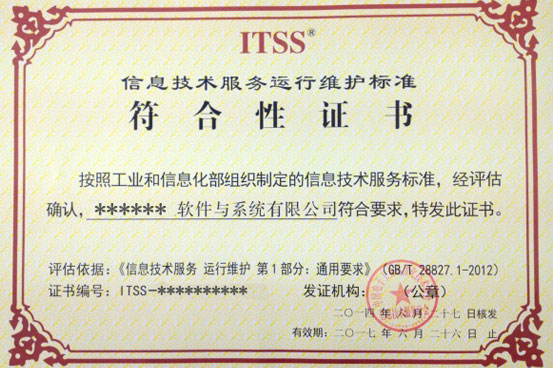 ITSS®
信息技术服务运行维护标准
符合性证书
按照工业和信息化部组织制定的信息技术服务标准，经评估
确认，****** 软件与系统有限公司符合要求，特发此证书。
评估依据：《信息技术服务 运行维护 第1部分：通用要求》（GB/T 28827.1-2012）
证书编号：ITSS-**********
发证机构：（公章）
二〇一四 年 六 月 二十七 日核发
有效期：二〇一七 年 六 月 二十六 日 止